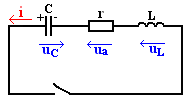 i + C - r L
uC ua uL